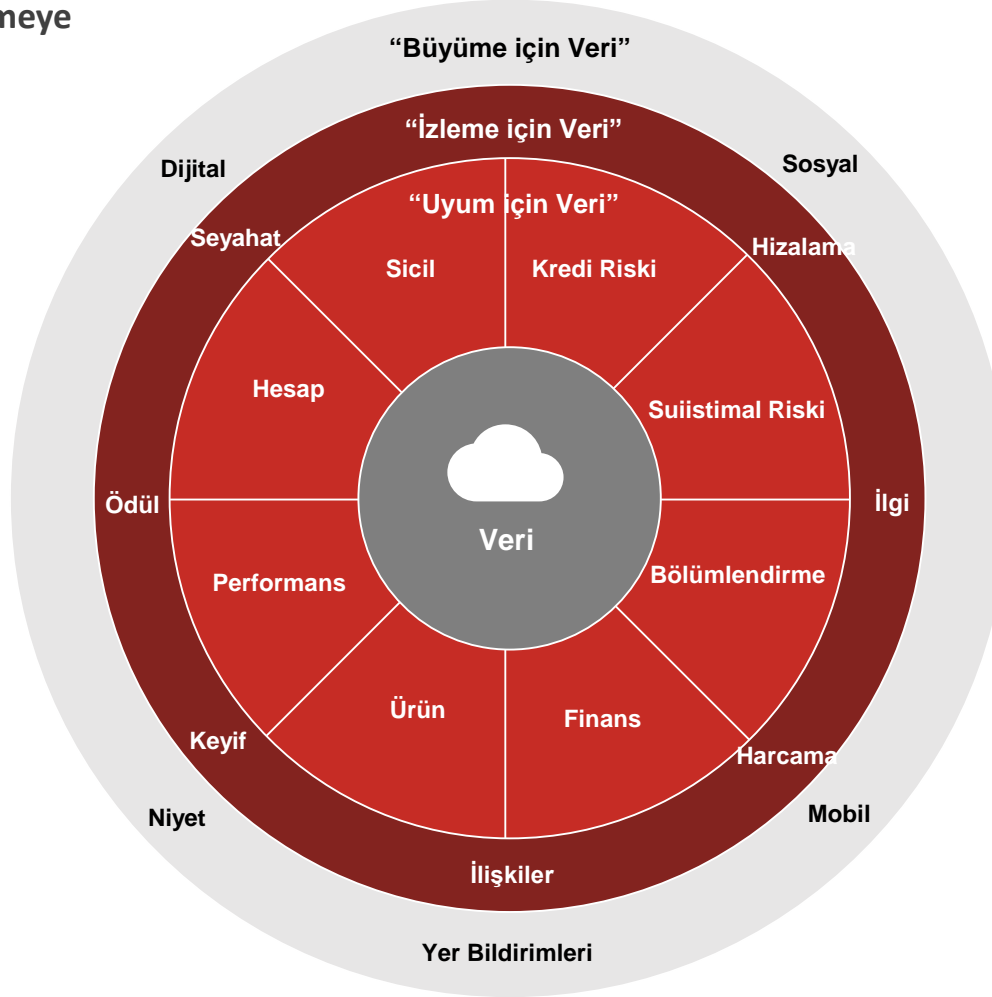 meye
“Büyüme için Veri”
“İzleme için Veri”
Dijital
Sosyal
“Uyum için Veri”
Seyahat
Hizalama
Sicil
Kredi Riski
Hesap
Suiistimal Riski
Ödül
İlgi
Veri
Performans
Bölümlendirme
Ürün
Finans
Keyif
Harcama
Niyet
Mobil
İlişkiler
Yer Bildirimleri